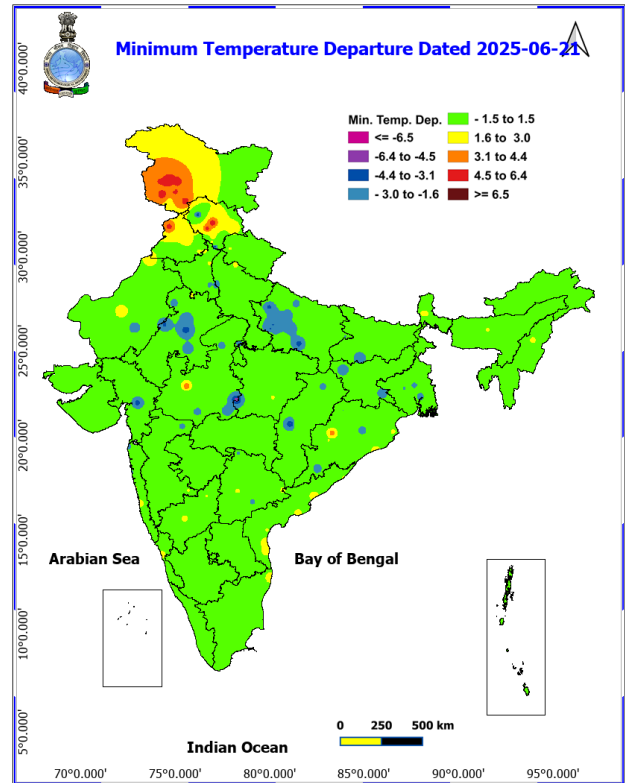 Minimum Temperature Departure Dated 2025-06-21
Min. Temp. Dep.
<= -6.5
-6.4 to -4.5
-4.4 to -3.1
- 3.0 to -1.6
- 1.5 to 1.5
1.6 to 3.0
3.1 to 4.4
4.5 to 6.4
>= 6.5
40°0.000'
35°0.000'
30°0.000'
25°0.000'
20°0.000'
15°0.000'
10°0.000'
5°0.000'
Arabian Sea
Bay of Bengal
0 250 500 km
Indian Ocean
70°0.000' 75°0.000' 80°0.000' 85°0.000' 90°0.000' 95°0.000'